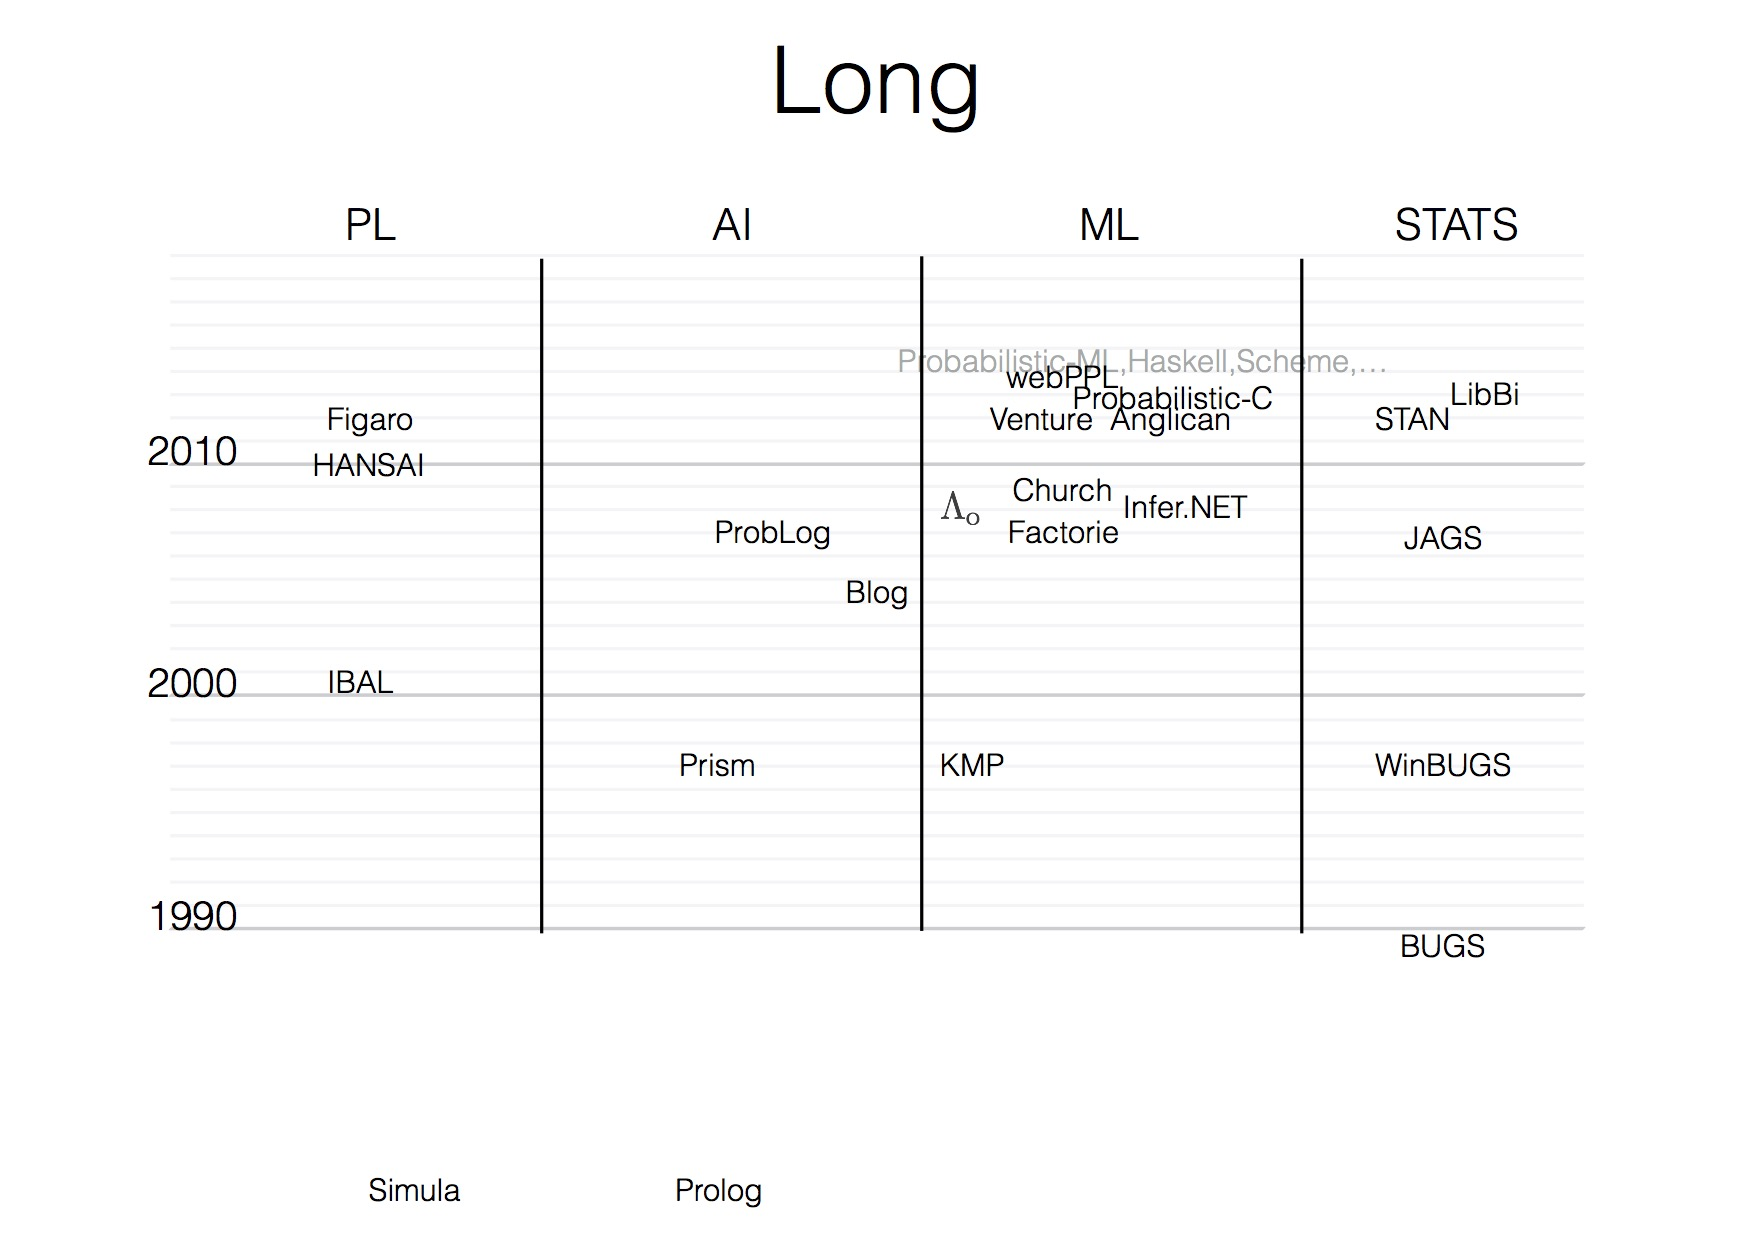 Long
PL AI ML STATS
Probabilistic-ML,Haskell,Scheme,...
webPPL
Probabilistic-C LibBi
Figaro Venture Anglican STAN
2010
HANSAI
Church
Λo Infer.NET
ProbLog Factorie JAGS
Blog
2000 IBAL
Prism KMP WinBUGS
1990
BUGS
Simula Prolog